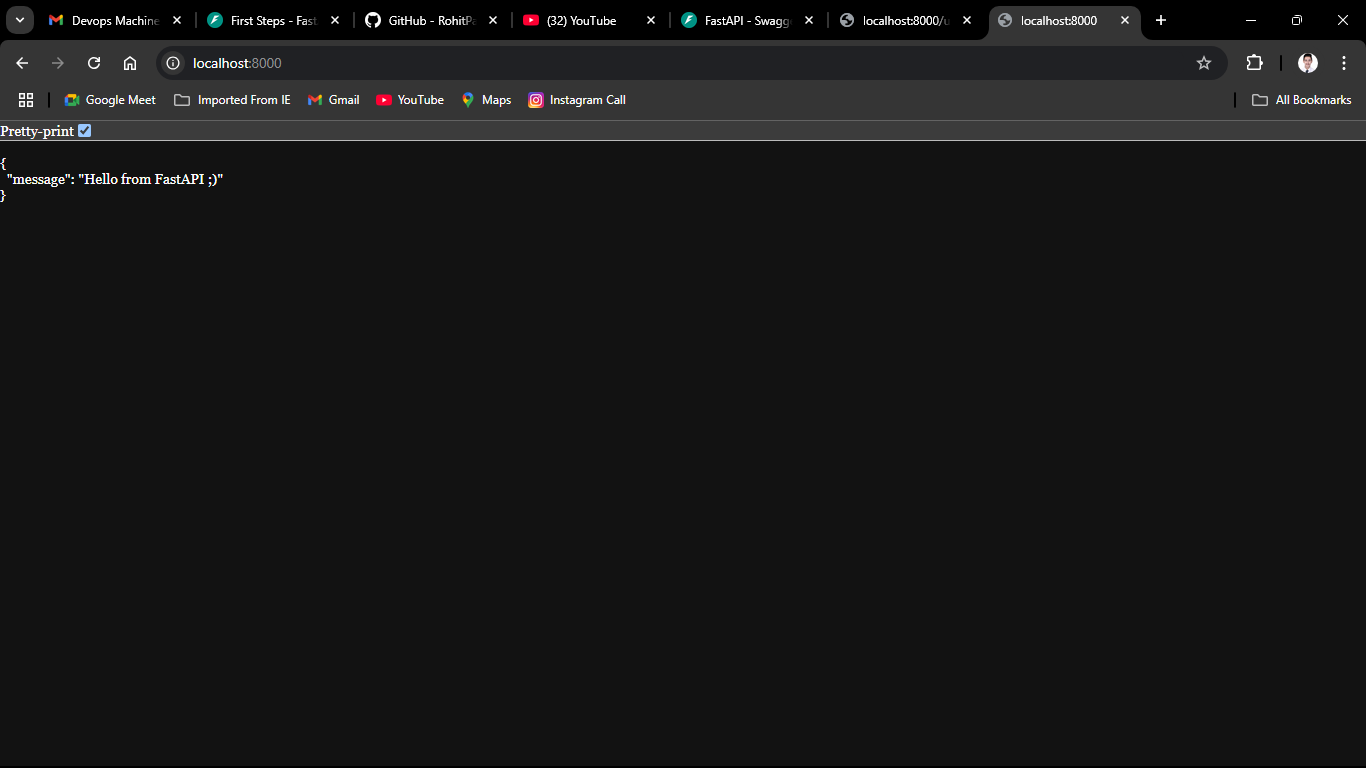 Devops Machine
First Steps - Fast
GitHub - RohitPa
(32) YouTube
FastAPI - Swagg
localhost:8000/u
localhost:8000
localhost:8000
Google Meet
Imported From IE
Gmail
YouTube
Maps
Instagram Call
All Bookmarks
Pretty-print
{
"message": "Hello from FastAPI ;)"
}